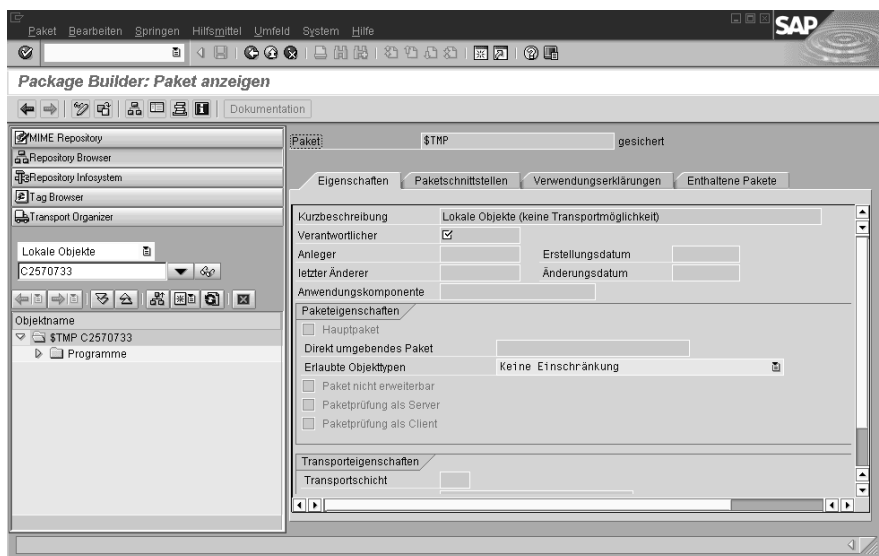 Paket Bearbeiten Springen Hilfsmittel Umfeld System Hilfe
SAP
Package Builder: Paket anzeigen
Dokumentation
MIME Repository
Repository Browser
Repository Infosystem
Tag Browser
Transport Organizer
Lokale Objekte
C2570733
Objektname
$TMP C2570733
Programme
Paket $TMP gesichert
Eigenschaften Paketschnittstellen Verwendungserklärungen Enthaltene Pakete
Kurzbeschreibung Lokale Objekte (keine Transportmöglichkeit)
Verantwortlicher
Anleger Erstellungsdatum
letzter Änderer Änderungsdatum
Anwendungskomponente
Paketeigenschaften
Hauptpaket
Direkt umgebendes Paket
Erlaubte Objekttypen Keine Einschränkung
Paket nicht erweiterbar
Paketprüfung als Server
Paketprüfung als Client
Transporteigenschaften
Transportschicht